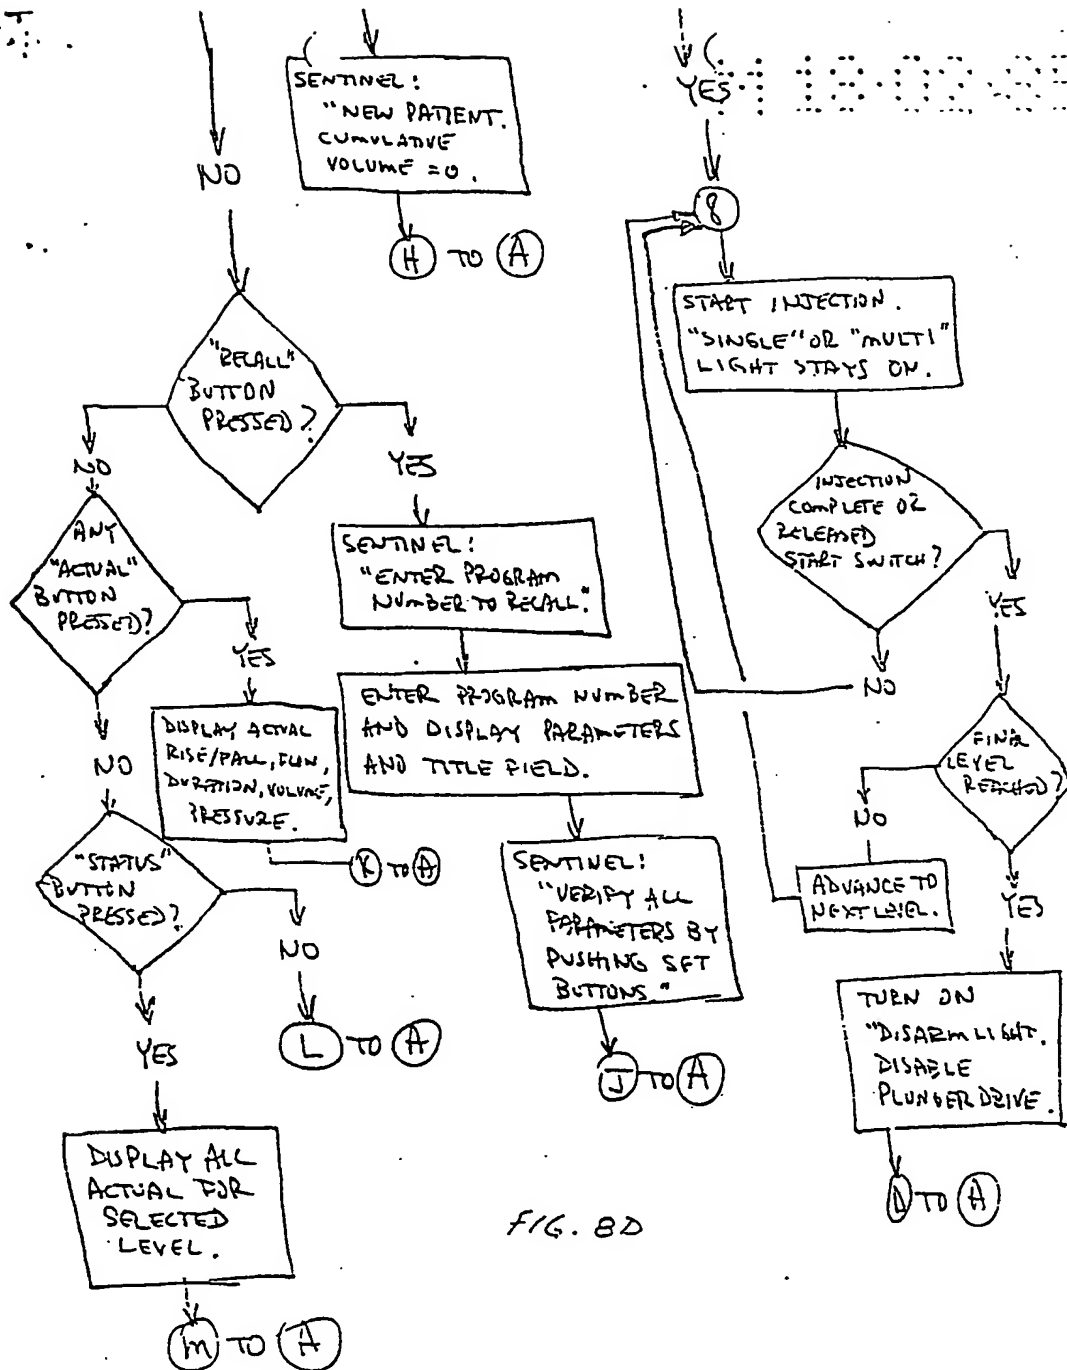 NO
SENTINEL:
"NEW PATIENT.
CUMULATIVE
VOLUME = 0.
H TO A
"RECALL"
BUTTON
PRESSED?
NO
YES
ANY
"ACTUAL"
BUTTON
PRESSED?
YES
NO
DISPLAY ACTUAL
RISE/FALL, FLOW,
DURATION, VOLUME,
PRESSURE.
K TO A
"STATUS"
BUTTON
PRESSED?
NO
L TO A
YES
DISPLAY ALL
ACTUAL FOR
SELECTED
LEVEL.
M TO A
SENTINEL:
"ENTER PROGRAM
NUMBER TO RECALL."
ENTER PROGRAM NUMBER
AND DISPLAY PARAMETERS
AND TITLE FIELD.
SENTINEL:
"VERIFY ALL
PARAMETERS BY
PUSHING SET
BUTTONS."
J TO A
YES
8
START INJECTION.
"SINGLE" OR "MULTI"
LIGHT STAYS ON.
INJECTION
COMPLETE OR
RELEASED
START SWITCH?
NO
YES
FINAL
LEVEL
REACHED?
NO
ADVANCE TO
NEXT LEVEL.
YES
TURN ON
"DISARM LIGHT.
DISABLE
PLUNGER DRIVE.
D TO A
FIG. 8D